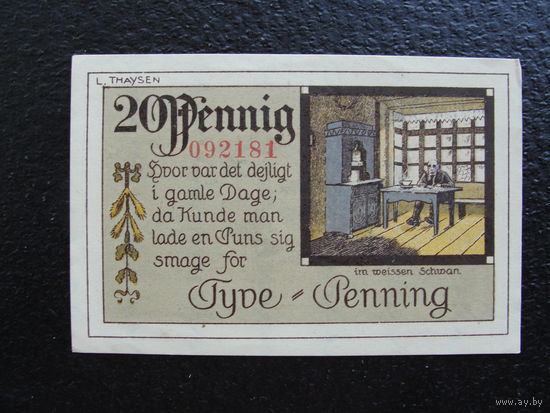 L. THAYSEN
20 Pfennig
092181
Hvor var det dejligt
i gamle Dage;
da Kunde man
lade en Puns sig
smage for
Tyve = Penning
im weissen Schwan.
www.ay.by